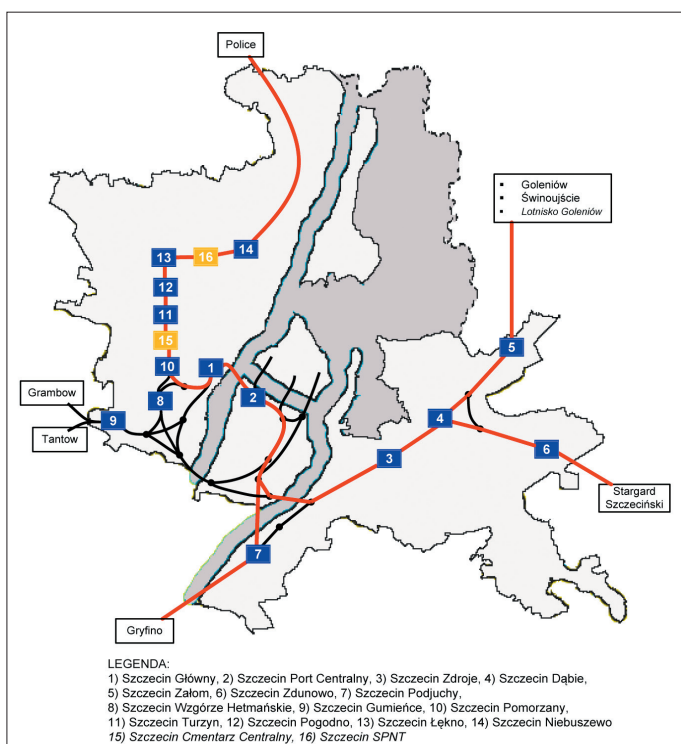 Police
Goleniów
Świnoujście
Lotnisko Goleniów
14
13
16
12
11
15
10
1
5
Grambow
8
2
9
4
Tantow
3
6
Stargard
Szczeciński
7
Gryfino
LEGENDA:
1) Szczecin Główny, 2) Szczecin Port Centralny, 3) Szczecin Zdroje, 4) Szczecin Dąbie,
5) Szczecin Załom, 6) Szczecin Zdunowo, 7) Szczecin Podjuchy,
8) Szczecin Wzgórze Hetmańskie, 9) Szczecin Gumieńce, 10) Szczecin Pomorzany,
11) Szczecin Turzyn, 12) Szczecin Pogodno, 13) Szczecin Łękno, 14) Szczecin Niebuszewo
15) Szczecin Cmentarz Centralny, 16) Szczecin SPNT